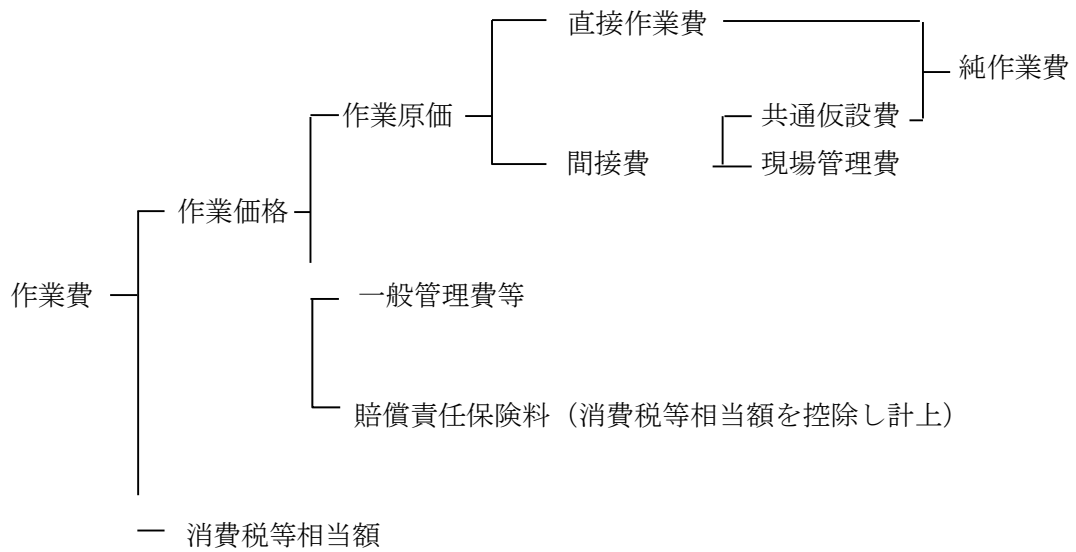 直接作業費
純作業費
作業原価
共通仮設費
間接費
現場管理費
作業価格
作業費
一般管理費等
賠償責任保険料（消費税等相当額を控除し計上）
消費税等相当額